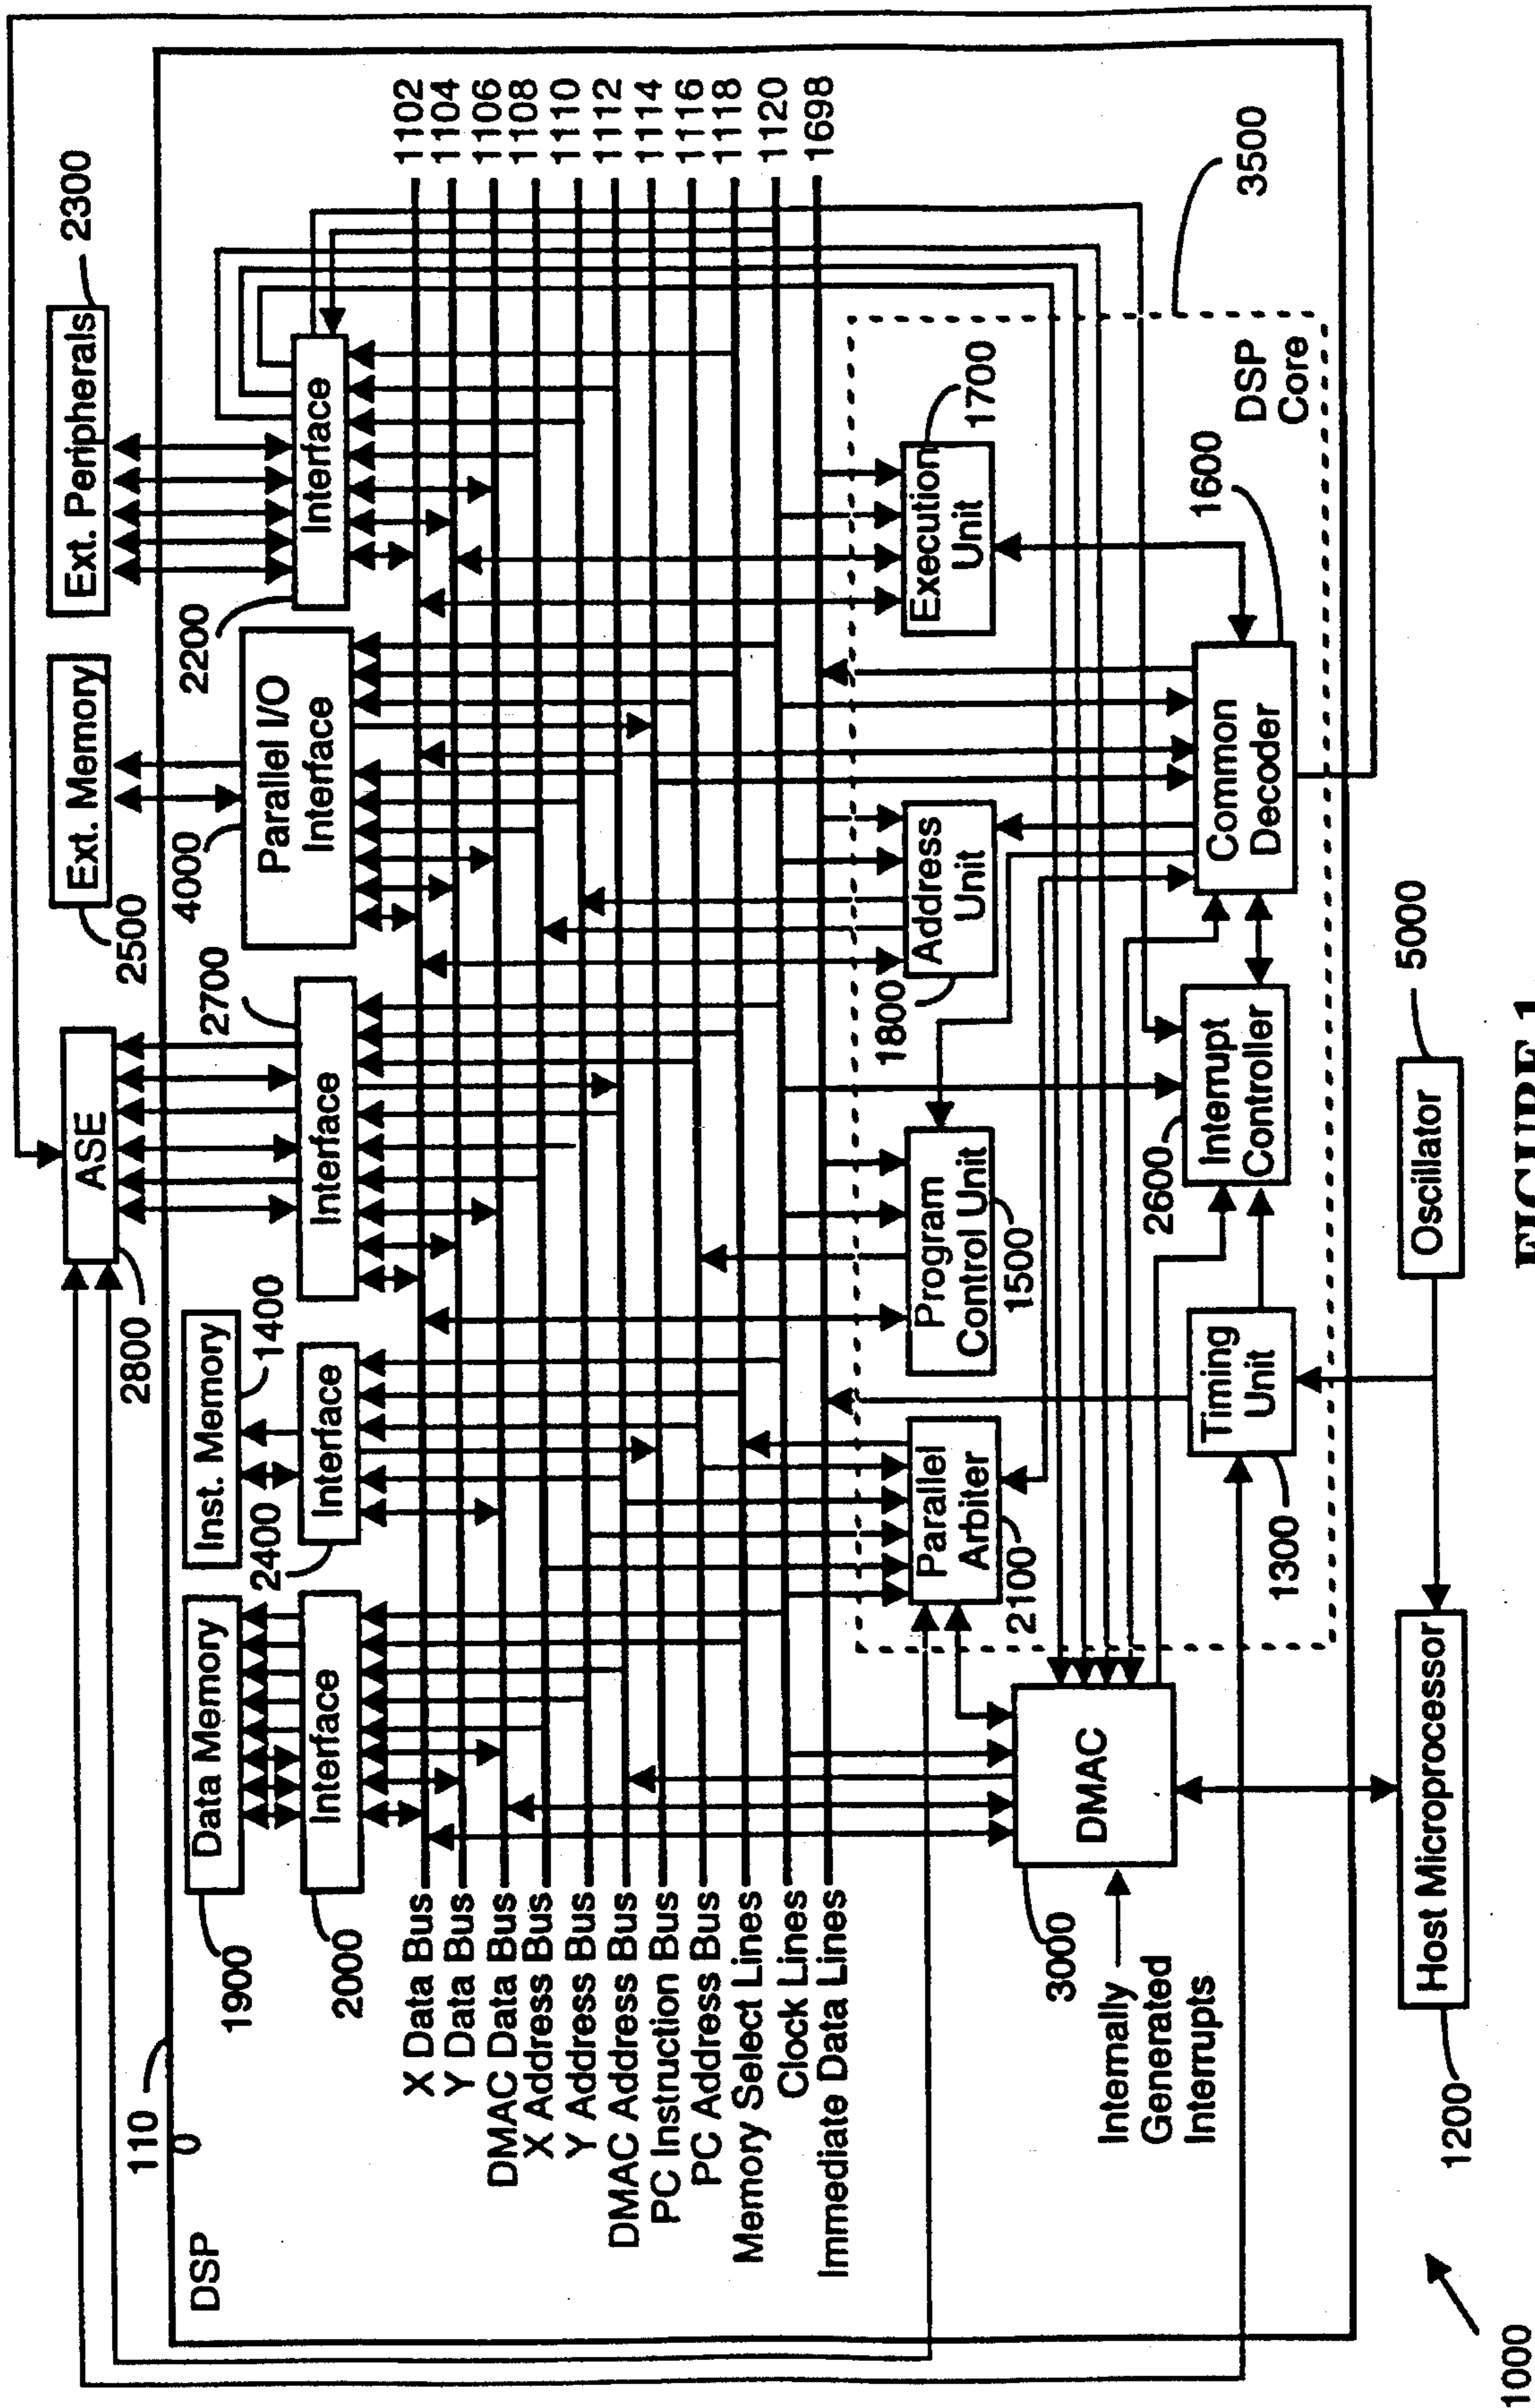 1000
DSP
110
0
2800
ASE
2500
Ext. Memory
2300
Ext. Peripherals
1900
Data Memory
Inst. Memory
1400
2000
Interface
2400
Interface
2700
Interface
4000
Parallel I/O
Interface
2200
Interface
X Data Bus
1102
Y Data Bus
1104
DMAC Data Bus
1106
X Address Bus
1108
Y Address Bus
1110
DMAC Address Bus
1112
PC Instruction Bus
1114
PC Address Bus
1116
Memory Select Lines
1118
Clock Lines
1120
Immediate Data Lines
1698
Parallel
Arbiter
2100
Program
Control Unit
1500
1800
Address
Unit
Execution
Unit
1700
3000
DMAC
Internally
Generated
Interrupts
1300
Timing
Unit
2600
Interrupt
Controller
Common
Decoder
1600
DSP
Core
3500
1200
Host Microprocessor
Oscillator
5000
FIGURE 1